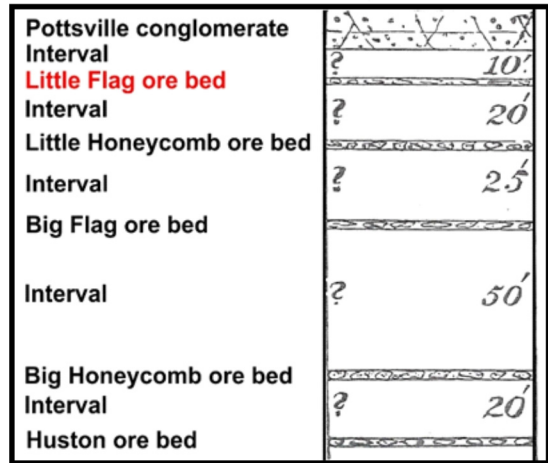 Pottsville conglomerate
Interval ? 10'
Little Flag ore bed
Interval ? 20'
Little Honeycomb ore bed
Interval ? 25'
Big Flag ore bed
Interval ? 50'
Big Honeycomb ore bed
Interval ? 20'
Huston ore bed